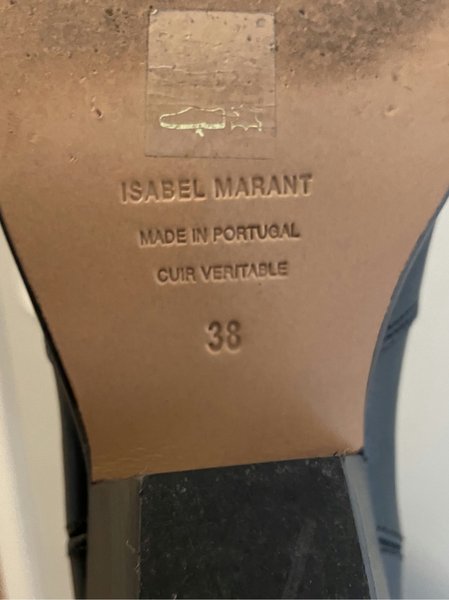 ISABEL MARANT
MADE IN PORTUGAL
CUIR VERITABLE
38